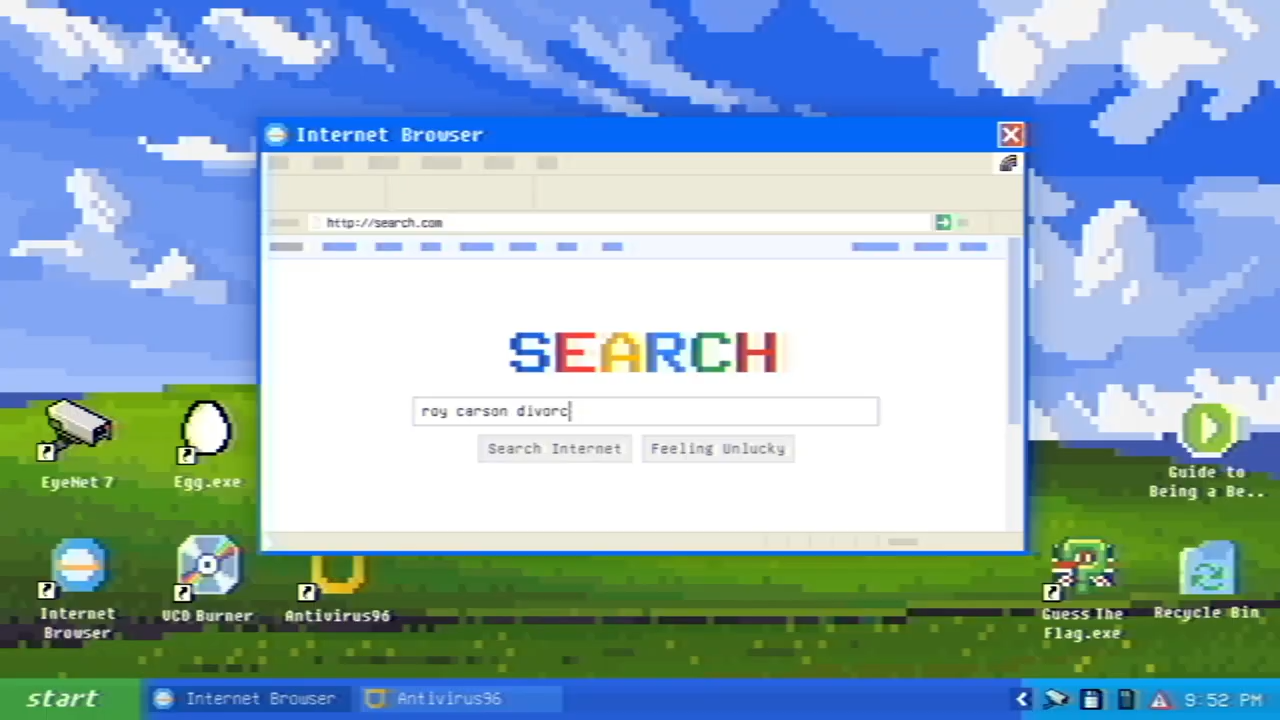 Internet Browser
http://search.com
SEARCH
roy carson divorc
Search Internet
Feeling Unlucky
EyeNet 7
Egg.exe
Guide to
Being a Be..
Internet
Browser
VCD Burner
Antivirus96
Guess The
Flag.exe
Recycle Bin
start
Internet Browser
Antivirus96
9:52 PM